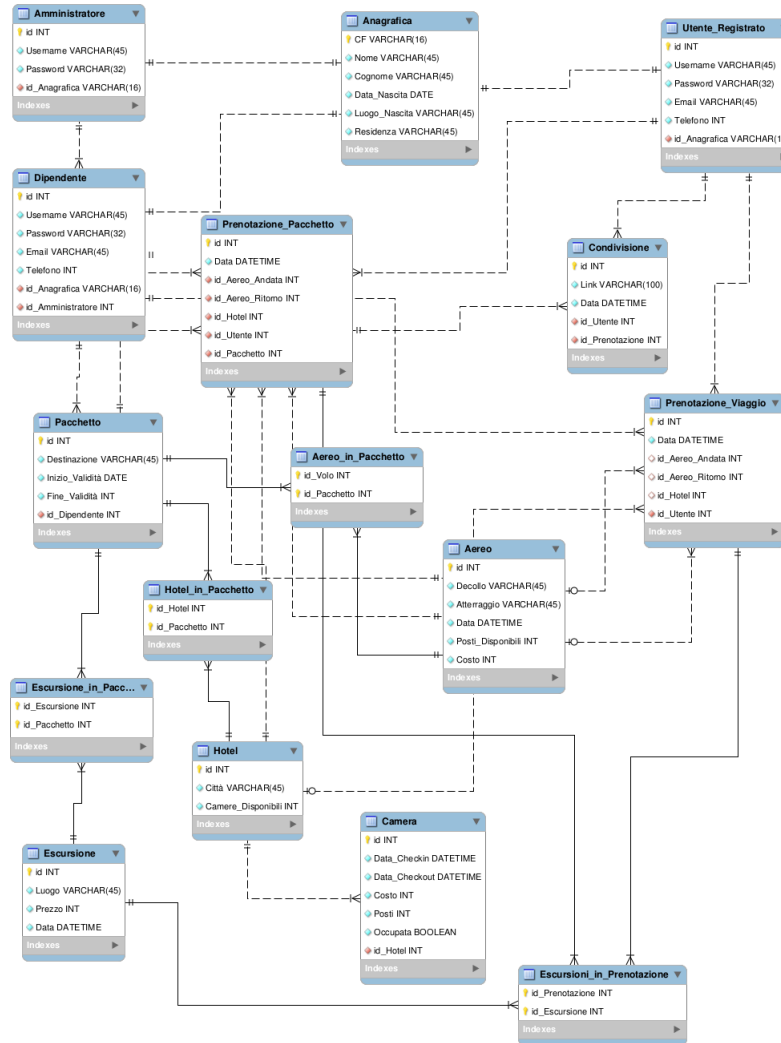 Amministratore
id INT
Username VARCHAR(45)
Password VARCHAR(32)
id_Anagrafica VARCHAR(16)
Indexes
Anagrafica
CF VARCHAR(16)
Nome VARCHAR(45)
Cognome VARCHAR(45)
Data_Nascita DATE
Luogo_Nascita VARCHAR(45)
Residenza VARCHAR(45)
Indexes
Utente_Registrato
id INT
Username VARCHAR(45)
Password VARCHAR(32)
Email VARCHAR(45)
Telefono INT
id_Anagrafica VARCHAR(1
Indexes
Dipendente
id INT
Username VARCHAR(45)
Password VARCHAR(32)
Email VARCHAR(45)
Telefono INT
id_Anagrafica VARCHAR(16)
id_Amministratore INT
Indexes
Prenotazione_Pacchetto
id INT
Data DATETIME
id_Aereo_Andata INT
id_Aereo_Ritorno INT
id_Hotel INT
id_Utente INT
id_Pacchetto INT
Indexes
Condivisione
id INT
Link VARCHAR(100)
Data DATETIME
id_Utente INT
id_Prenotazione INT
Indexes
Prenotazione_Viaggio
id INT
Data DATETIME
id_Aereo_Andata INT
id_Aereo_Ritorno INT
id_Hotel INT
id_Utente INT
Indexes
Pacchetto
id INT
Destinazione VARCHAR(45)
Inizio_Validità DATE
Fine_Validità INT
id_Dipendente INT
Indexes
Aereo_in_Pacchetto
id_Volo INT
id_Pacchetto INT
Indexes
Aereo
id INT
Decollo VARCHAR(45)
Atterraggio VARCHAR(45)
Data DATETIME
Posti_Disponibili INT
Costo INT
Indexes
Hotel_in_Pacchetto
id_Hotel INT
id_Pacchetto INT
Indexes
Escursione_in_Pacc...
id_Escursione INT
id_Pacchetto INT
Indexes
Hotel
id INT
Città VARCHAR(45)
Camere_Disponibili INT
Indexes
Camera
id INT
Data_Checkin DATETIME
Data_Checkout DATETIME
Costo INT
Posti INT
Occupata BOOLEAN
id_Hotel INT
Indexes
Escursione
id INT
Luogo VARCHAR(45)
Prezzo INT
Data DATETIME
Indexes
Escursioni_in_Prenotazione
id_Prenotazione INT
id_Escursione INT
Indexes